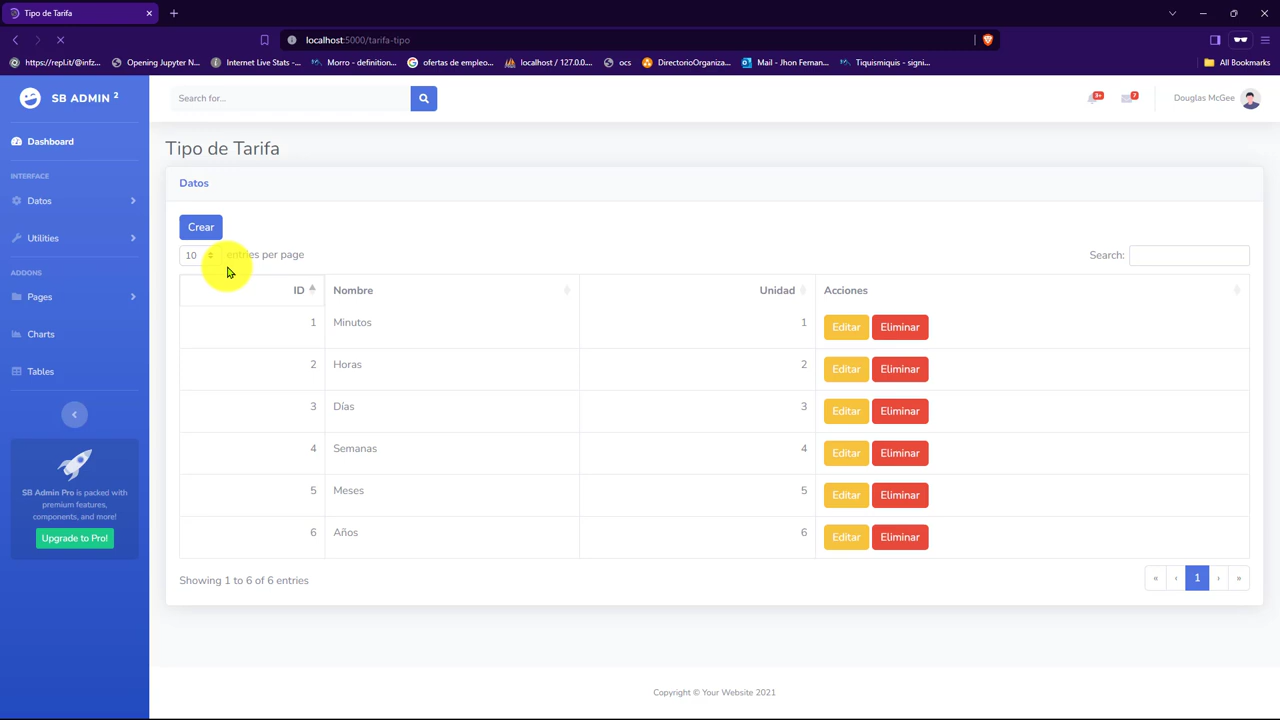 Tipo de Tarifa
localhost:5000/tarifa-tipo
https://repl.it/@infz...
Opening Jupyter N...
Internet Live Stats -...
Morro - definition...
ofertas de empleo...
localhost / 127.0.0....
ocs
DirectorioOrganiza...
Mail - Jhon Fernan...
Tiquismiquis - signi...
All Bookmarks
SB ADMIN 2
Search for...
3+
7
Douglas McGee
Dashboard
INTERFACE
Datos
Utilities
ADDONS
Pages
Charts
Tables
SB Admin Pro is packed with
premium features,
components, and more!
Upgrade to Pro!
Tipo de Tarifa
Datos
Crear
10 entries per page
Search:
ID Nombre Unidad Acciones
1 Minutos 1 Editar Eliminar
2 Horas 2 Editar Eliminar
3 Días 3 Editar Eliminar
4 Semanas 4 Editar Eliminar
5 Meses 5 Editar Eliminar
6 Años 6 Editar Eliminar
Showing 1 to 6 of 6 entries
« ‹ 1 › »
Copyright © Your Website 2021